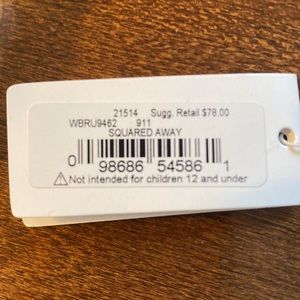 21514 Sugg. Retail $78.00
WBRU9462 911
SQUARED AWAY
0 98686 54586 1
⚠Not intended for children 12 and under